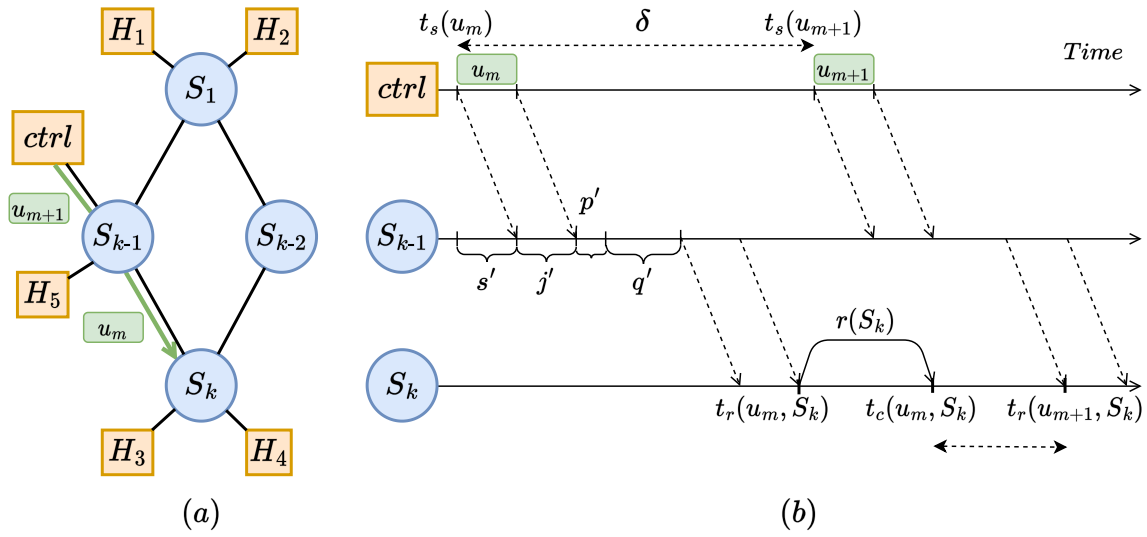 H₁ H₂
S₁
ctrl
uₘ₊₁
Sₖ₋₁ Sₖ₋₂
H₅
uₘ
Sₖ
H₃ H₄
(a)
tₛ(uₘ) δ tₛ(uₘ₊₁)
uₘ uₘ₊₁ Time
ctrl
p′
Sₖ₋₁
s′ j′ q′
r(Sₖ)
Sₖ
tᵣ(uₘ, Sₖ) t_c(uₘ, Sₖ) tᵣ(uₘ₊₁, Sₖ)
(b)